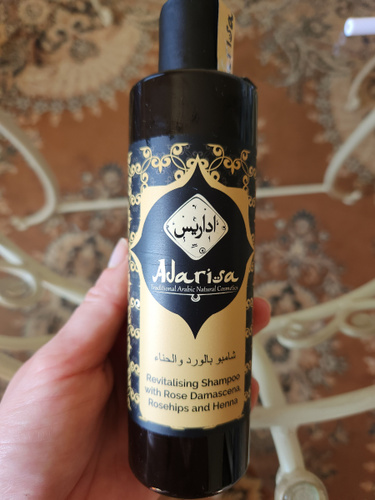 اداريس
Adarisa
Traditional Arabic Natural Cosmetics
شامبو بالورد والحناء
Revitalising Shampoo
with Rose Damascena
Rosehips and Henna